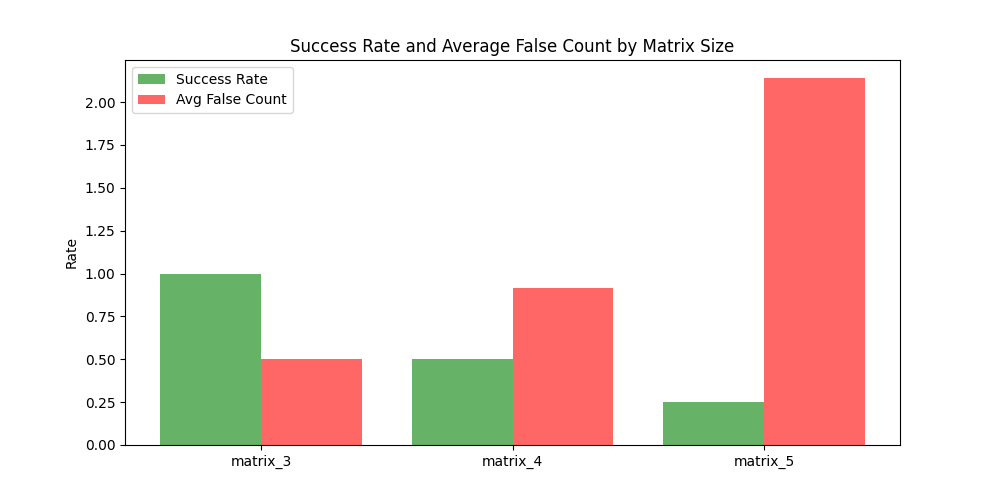 Success Rate and Average False Count by Matrix Size
Success Rate
Avg False Count
Rate
2.00
1.75
1.50
1.25
1.00
0.75
0.50
0.25
0.00
matrix_3
matrix_4
matrix_5